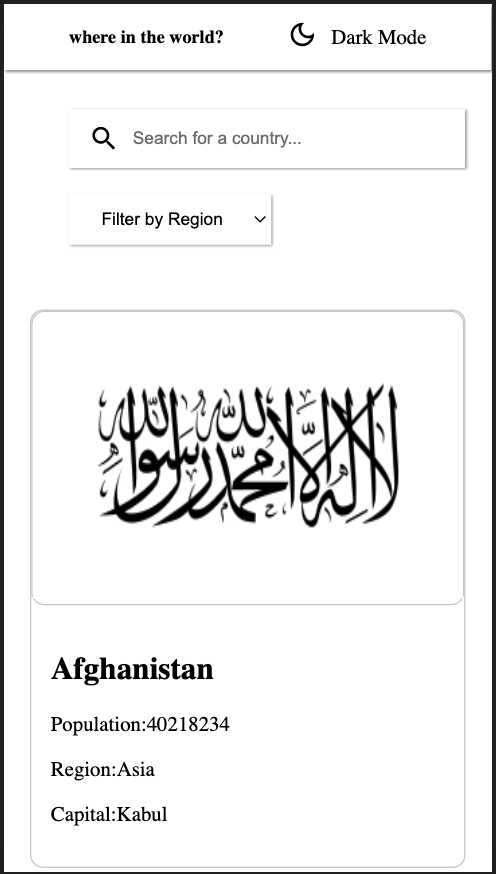 where in the world?
Dark Mode
Search for a country...
Filter by Region
لا إله إلا الله محمد رسول الله
Afghanistan
Population:40218234
Region:Asia
Capital:Kabul